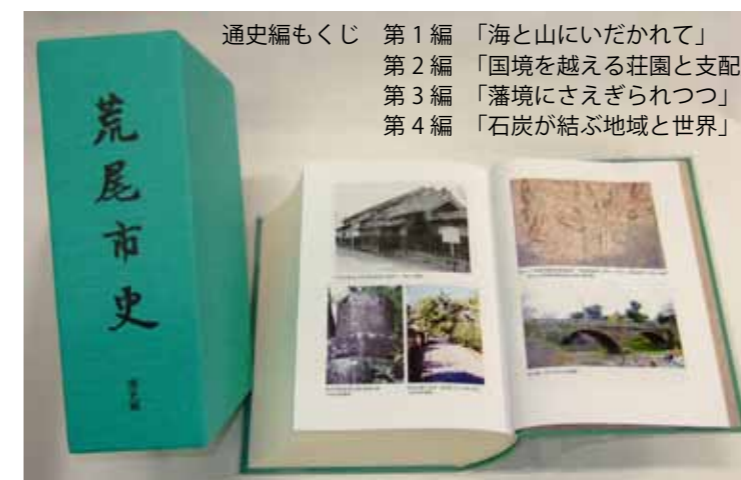 通史編もくじ 第1編 「海と山にいだかれて」
第2編 「国境を越える荘園と支配
第3編 「藩境にさえぎられつつ」
第4編 「石炭が結ぶ地域と世界」
荒尾市史
通史編